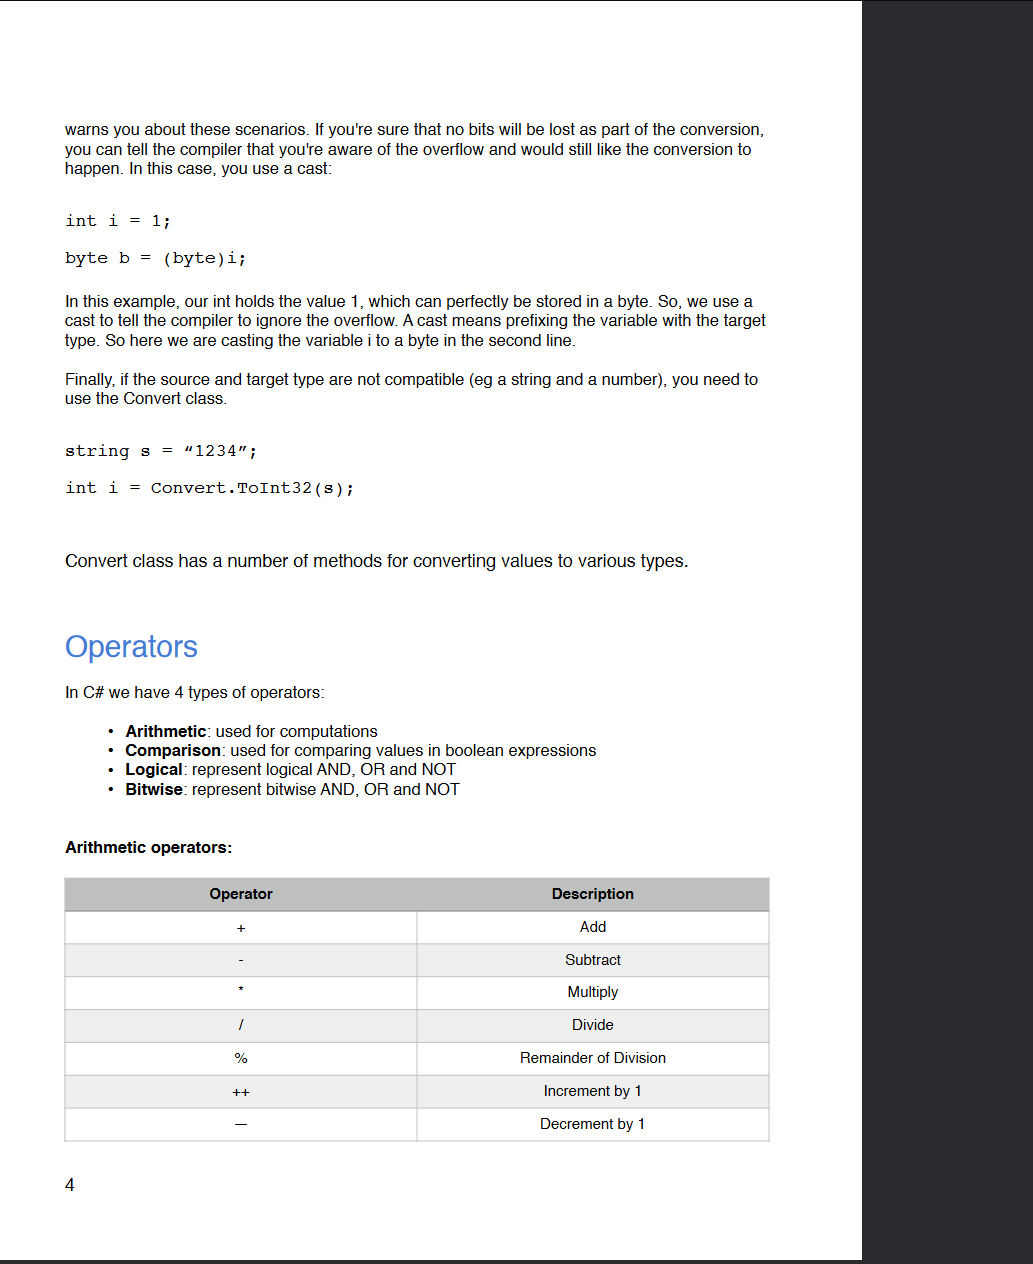 warns you about these scenarios. If you're sure that no bits will be lost as part of the conversion,
you can tell the compiler that you're aware of the overflow and would still like the conversion to
happen. In this case, you use a cast:
int i = 1;
byte b = (byte)i;
In this example, our int holds the value 1, which can perfectly be stored in a byte. So, we use a
cast to tell the compiler to ignore the overflow. A cast means prefixing the variable with the target
type. So here we are casting the variable i to a byte in the second line.
Finally, if the source and target type are not compatible (eg a string and a number), you need to
use the Convert class.
string s = “1234”;
int i = Convert.ToInt32(s);
Convert class has a number of methods for converting values to various types.
Operators
In C# we have 4 types of operators:
• Arithmetic: used for computations
• Comparison: used for comparing values in boolean expressions
• Logical: represent logical AND, OR and NOT
• Bitwise: represent bitwise AND, OR and NOT
Arithmetic operators:
Operator Description
+ Add
- Subtract
* Multiply
/ Divide
% Remainder of Division
++ Increment by 1
— Decrement by 1
4